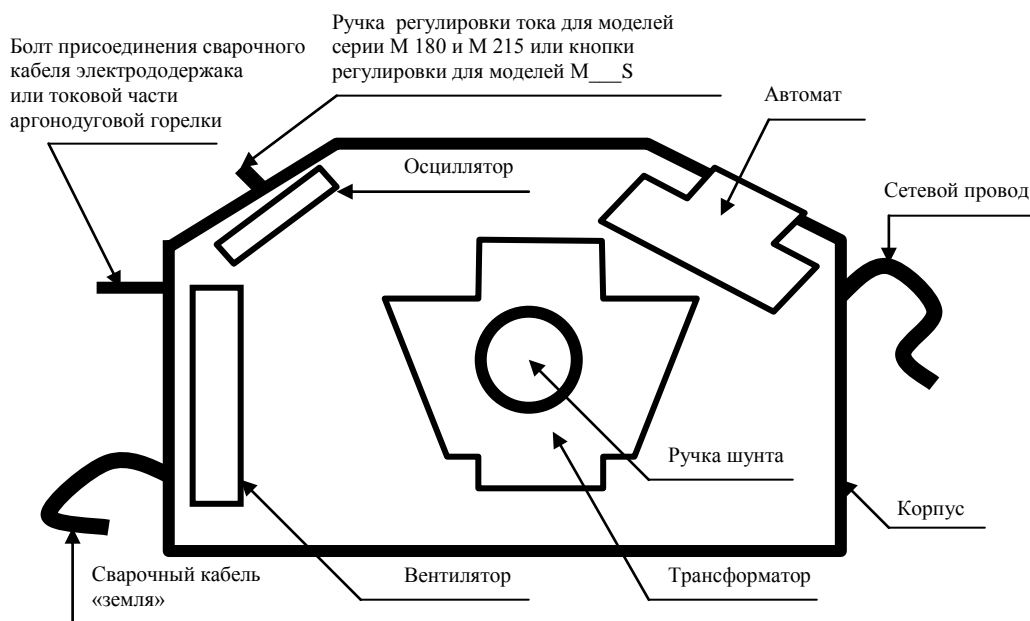 Ручка  регулировки тока для моделей
серии М 180 и М 215 или кнопки
регулировки для моделей М___S
Болт присоединения сварочного
кабеля электрододержака
или токовой части
аргонодуговой горелки
Автомат
Осциллятор
Сетевой провод
Ручка шунта
Корпус
Сварочный кабель
«земля»
Вентилятор
Трансформатор